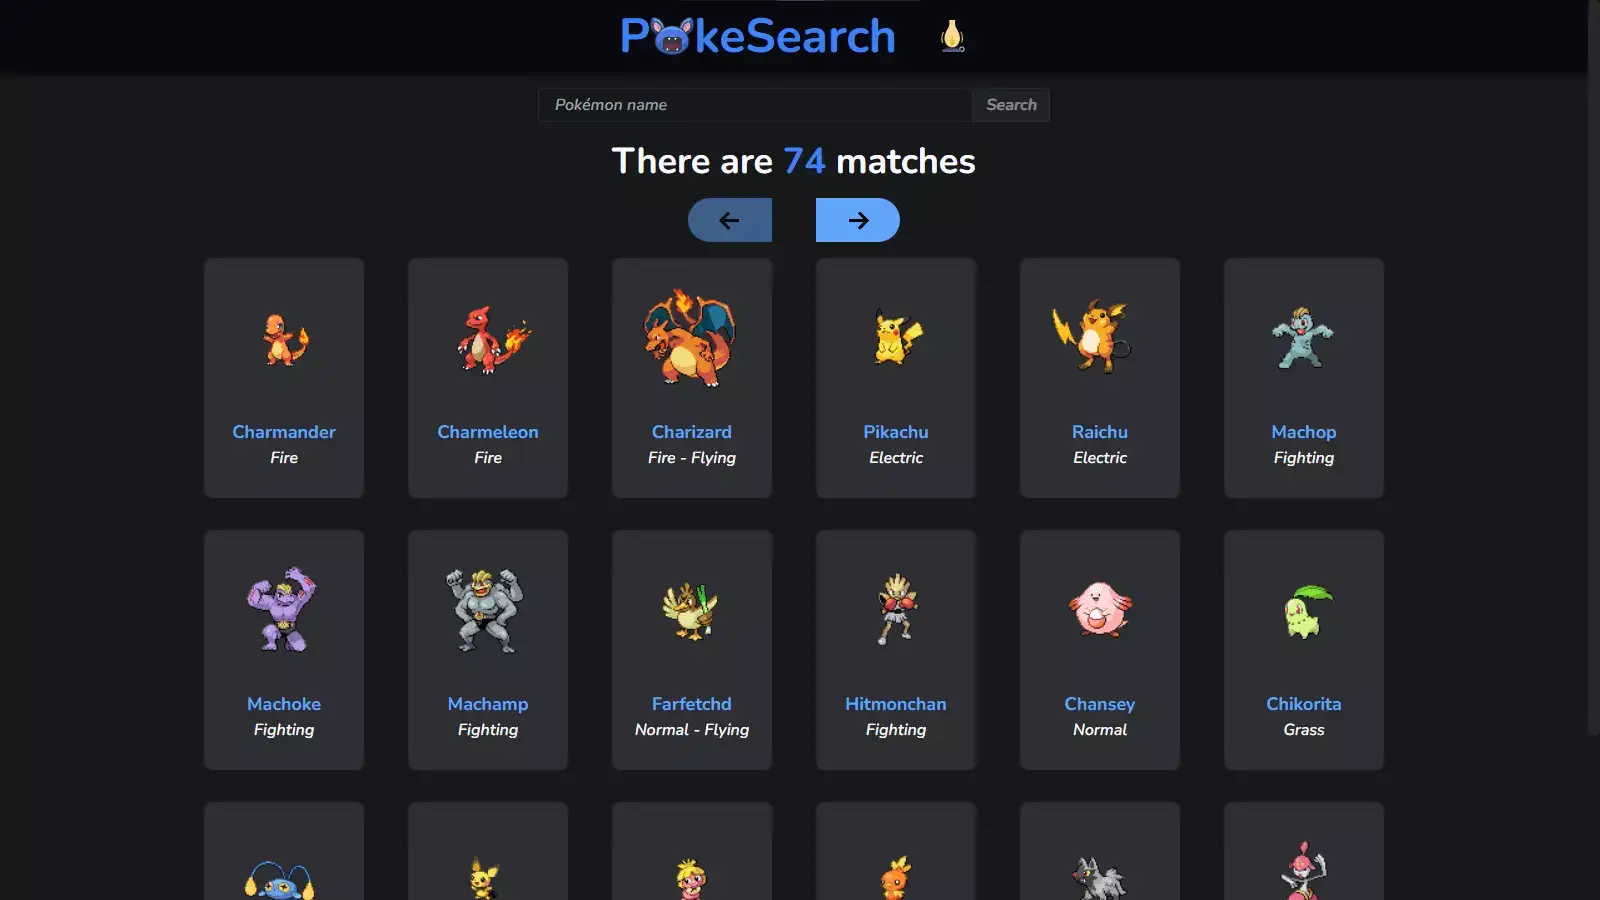 PokeSearch
Pokémon name
Search
There are 74 matches
Charmander
Fire
Charmeleon
Fire
Charizard
Fire - Flying
Pikachu
Electric
Raichu
Electric
Machop
Fighting
Machoke
Fighting
Machamp
Fighting
Farfetchd
Normal - Flying
Hitmonchan
Fighting
Chansey
Normal
Chikorita
Grass